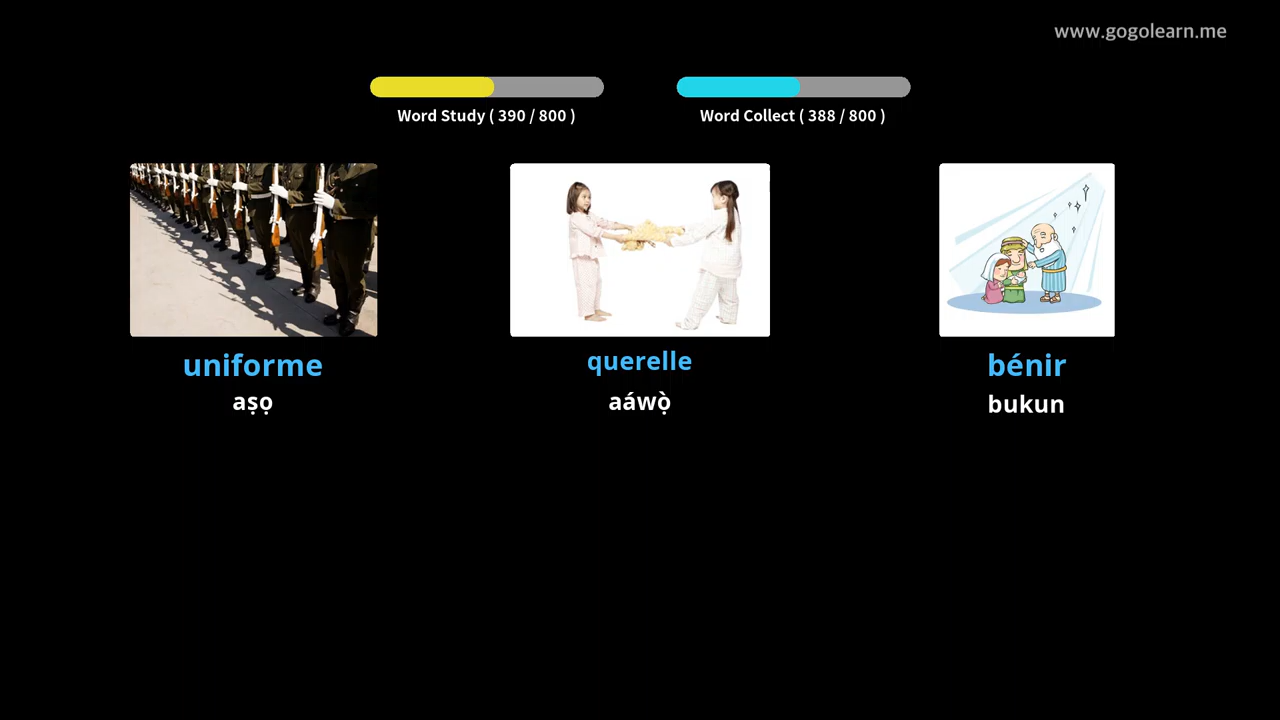 www.gogolearn.me
Word Study ( 390 / 800 )
Word Collect ( 388 / 800 )
uniforme
querelle
bénir
aṣọ
aáwọ̀
bukun